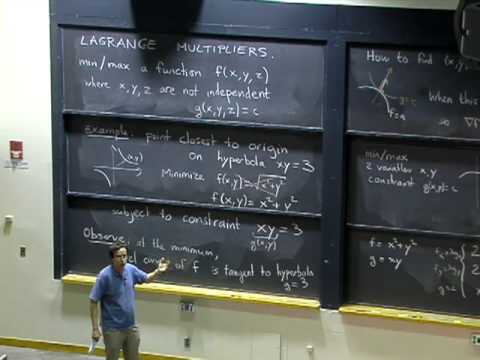 LAGRANGE MULTIPLIERS.
min/max a function f(x,y,z)
where x,y,z are not independent
g(x,y,z)=c
Example: point closest to origin
on hyperbola xy=3
(x,y)
Minimize f(x,y)=√x²+y²
f(x,y)=x²+y²
subject to constraint xy=3
g(x,y)
Observe: at the minimum,
of f is tangent to hyperbola
g=3
How to find (x,
g=c
When this
f=a
min/max
2 variables x,y
constraint g(x,y)=c
f=x²+y²
g=xy